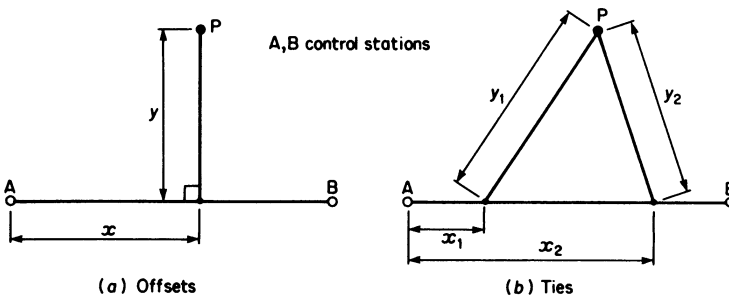 P
A,B control stations
P
y
y₁
y₂
A
B
A
B
x
x₁
x₂
(a) Offsets
(b) Ties